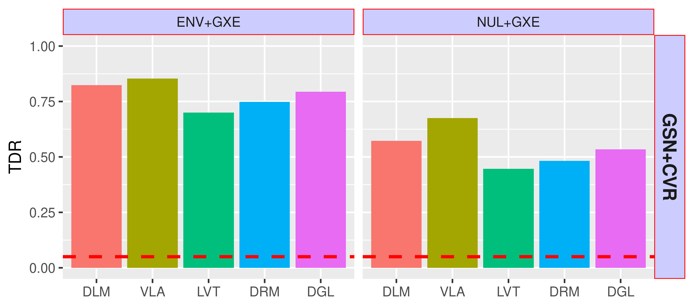 ENV+GXE NUL+GXE
1.00
0.75
0.50
0.25
0.00
TDR
GSN+CVR
DLM VLA LVT DRM DGL DLM VLA LVT DRM DGL